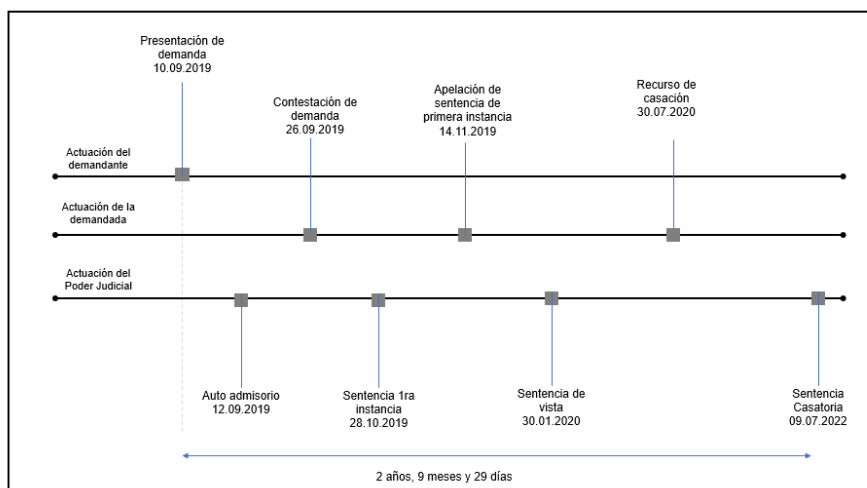 Presentación de
demanda
10.09.2019
Contestación de
demanda
26.09.2019
Apelación de
sentencia de
primera instancia
14.11.2019
Recurso de
casación
30.07.2020
Actuación del
demandante
Actuación de la
demandada
Actuación del
Poder Judicial
Auto admisorio
12.09.2019
Sentencia 1ra
instancia
28.10.2019
Sentencia de
vista
30.01.2020
Sentencia
Casatoria
09.07.2022
2 años, 9 meses y 29 días